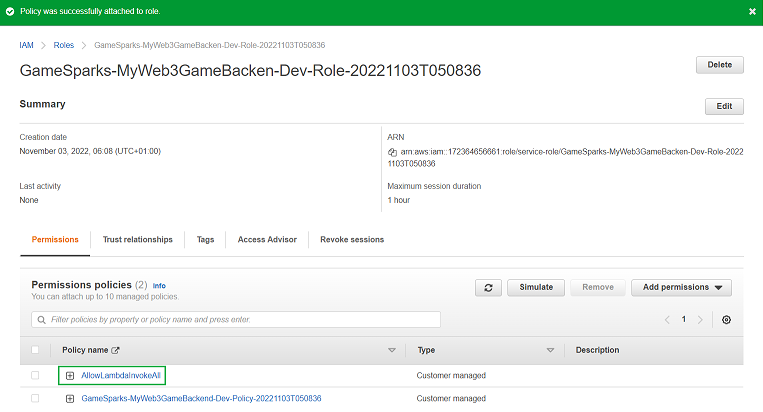 Policy was successfully attached to role.
IAM > Roles > GameSparks-MyWeb3GameBacken-Dev-Role-20221103T050836
GameSparks-MyWeb3GameBacken-Dev-Role-20221103T050836
Delete
Summary
Edit
Creation date
November 03, 2022, 06:08 (UTC+01:00)
ARN
arn:aws:iam::172364656661:role/service-role/GameSparks-MyWeb3GameBacken-Dev-Role-2022
1103T050836
Last activity
None
Maximum session duration
1 hour
Permissions Trust relationships Tags Access Advisor Revoke sessions
Permissions policies (2) Info
You can attach up to 10 managed policies.
Simulate Remove Add permissions
Filter policies by property or policy name and press enter.
1
Policy name Type Description
AllowLambdaInvokeAll Customer managed
GameSparks-MyWeb3GameBackend-Dev-Policy-20221103T050836 Customer managed